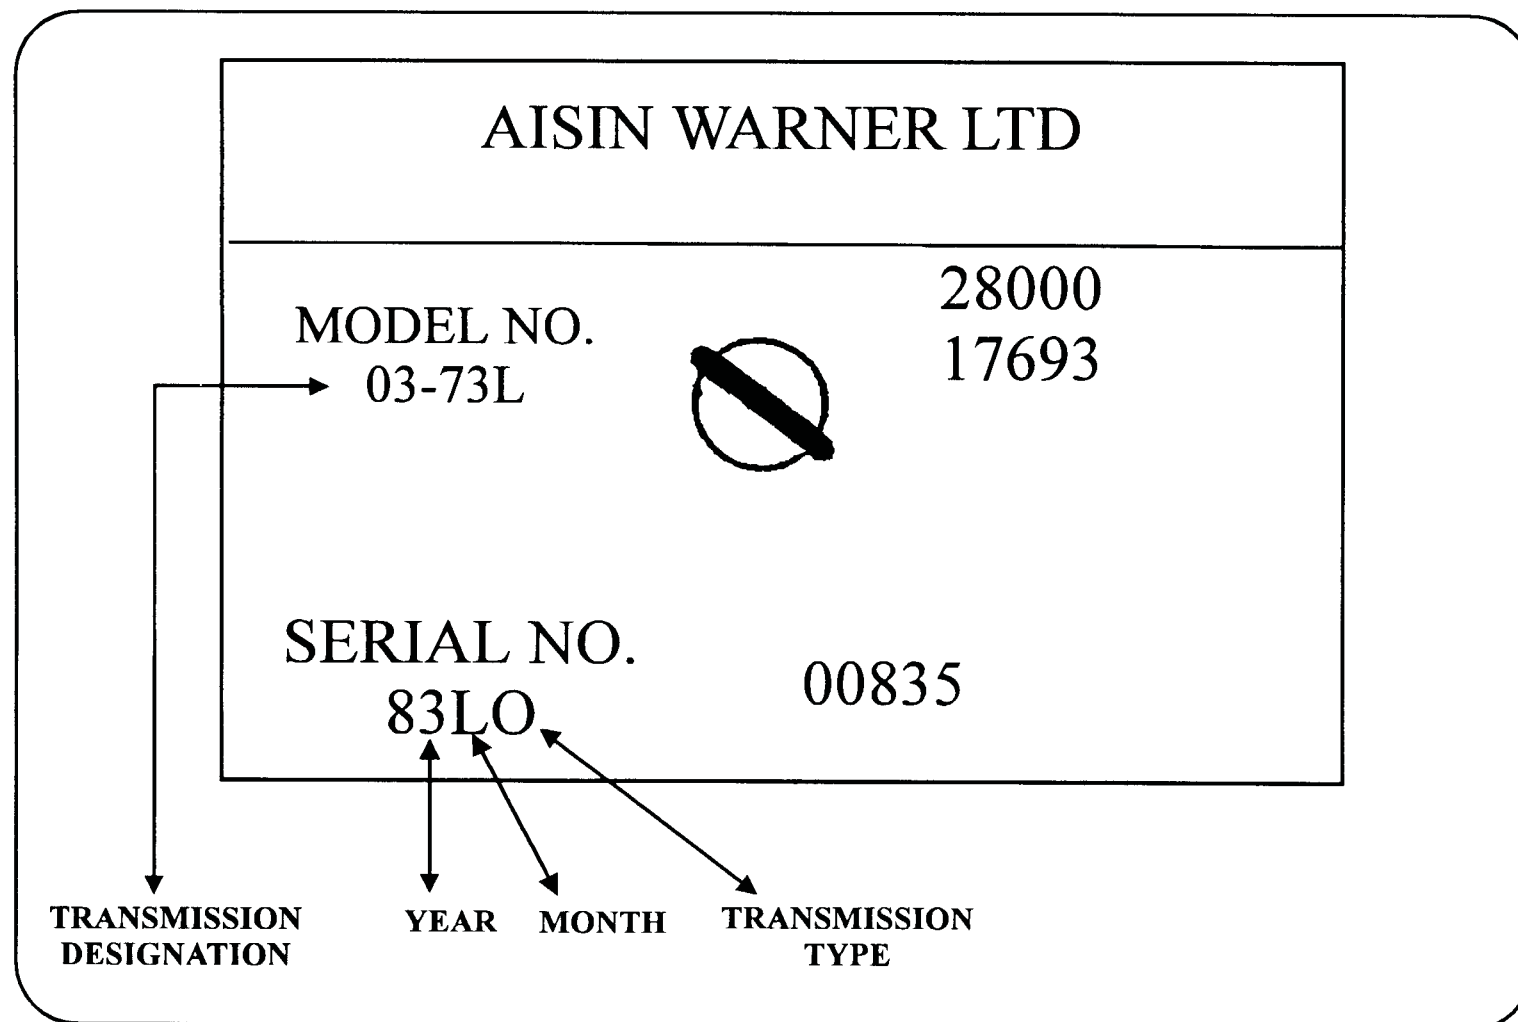 AISIN WARNER LTD
28000
MODEL NO.
17693
03-73L
SERIAL NO.
00835
83LO
TRANSMISSION
DESIGNATION
YEAR
MONTH
TRANSMISSION
TYPE